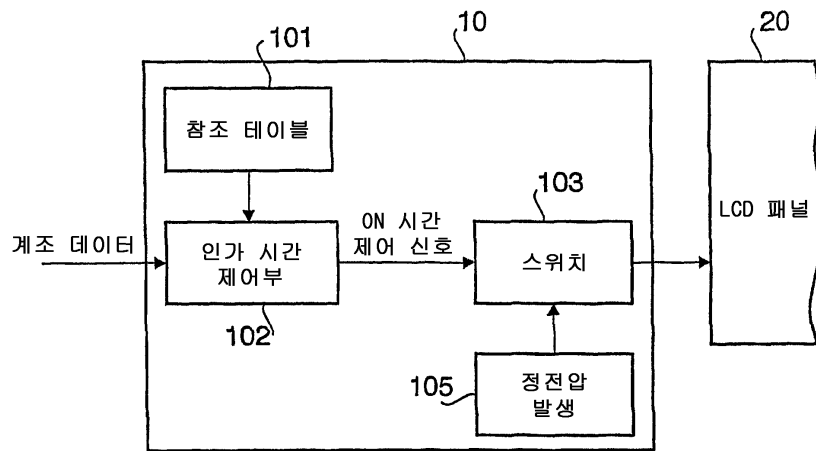 101
10
20
참조 테이블
103
ON 시간
제어 신호
LCD 패널
계조 데이터
인가 시간
제어부
스위치
102
105
정전압
발생